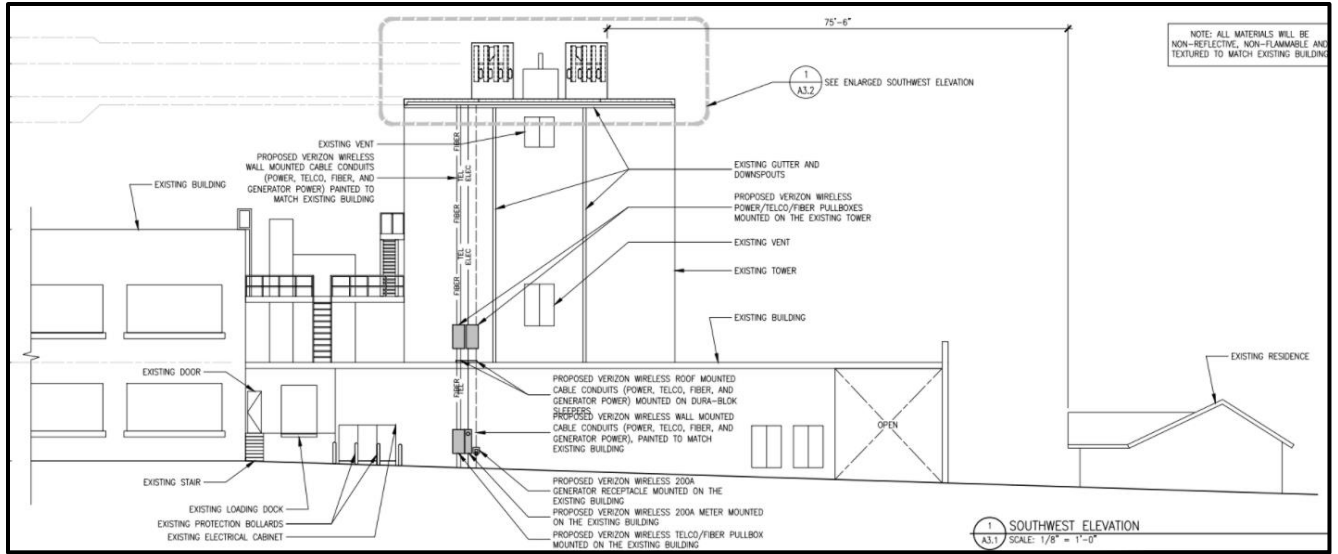 75'-6"
NOTE: ALL MATERIALS WILL BE
NON-REFLECTIVE, NON-FLAMMABLE AND
TEXTURED TO MATCH EXISTING BUILDING
1
A3.2
SEE ENLARGED SOUTHWEST ELEVATION
EXISTING VENT
PROPOSED VERIZON WIRELESS
WALL MOUNTED CABLE CONDUITS
(POWER, TELCO, FIBER, AND
GENERATOR POWER) PAINTED TO
MATCH EXISTING BUILDING
EXISTING BUILDING
FIBER
TEL
ELEC
FIBER
TEL
ELEC
FIBER
FIBER
TEL
EXISTING GUTTER AND
DOWNSPOUTS
PROPOSED VERIZON WIRELESS
POWER/TELCO/FIBER PULLBOXES
MOUNTED ON THE EXISTING TOWER
EXISTING VENT
EXISTING TOWER
EXISTING BUILDING
EXISTING RESIDENCE
EXISTING DOOR
PROPOSED VERIZON WIRELESS ROOF MOUNTED
CABLE CONDUITS (POWER, TELCO, FIBER, AND
GENERATOR POWER) MOUNTED ON DURA-BLOK
SLEEPERS
PROPOSED VERIZON WIRELESS WALL MOUNTED
CABLE CONDUITS (POWER, TELCO, FIBER, AND
GENERATOR POWER), PAINTED TO MATCH
EXISTING BUILDING
OPEN
EXISTING STAIR
EXISTING LOADING DOCK
EXISTING PROTECTION BOLLARDS
EXISTING ELECTRICAL CABINET
PROPOSED VERIZON WIRELESS 200A
GENERATOR RECEPTACLE MOUNTED ON THE
EXISTING BUILDING
PROPOSED VERIZON WIRELESS 200A METER MOUNTED
ON THE EXISTING BUILDING
PROPOSED VERIZON WIRELESS TELCO/FIBER PULLBOX
MOUNTED ON THE EXISTING BUILDING
1
A3.1
SOUTHWEST ELEVATION
SCALE: 1/8" = 1'-0"